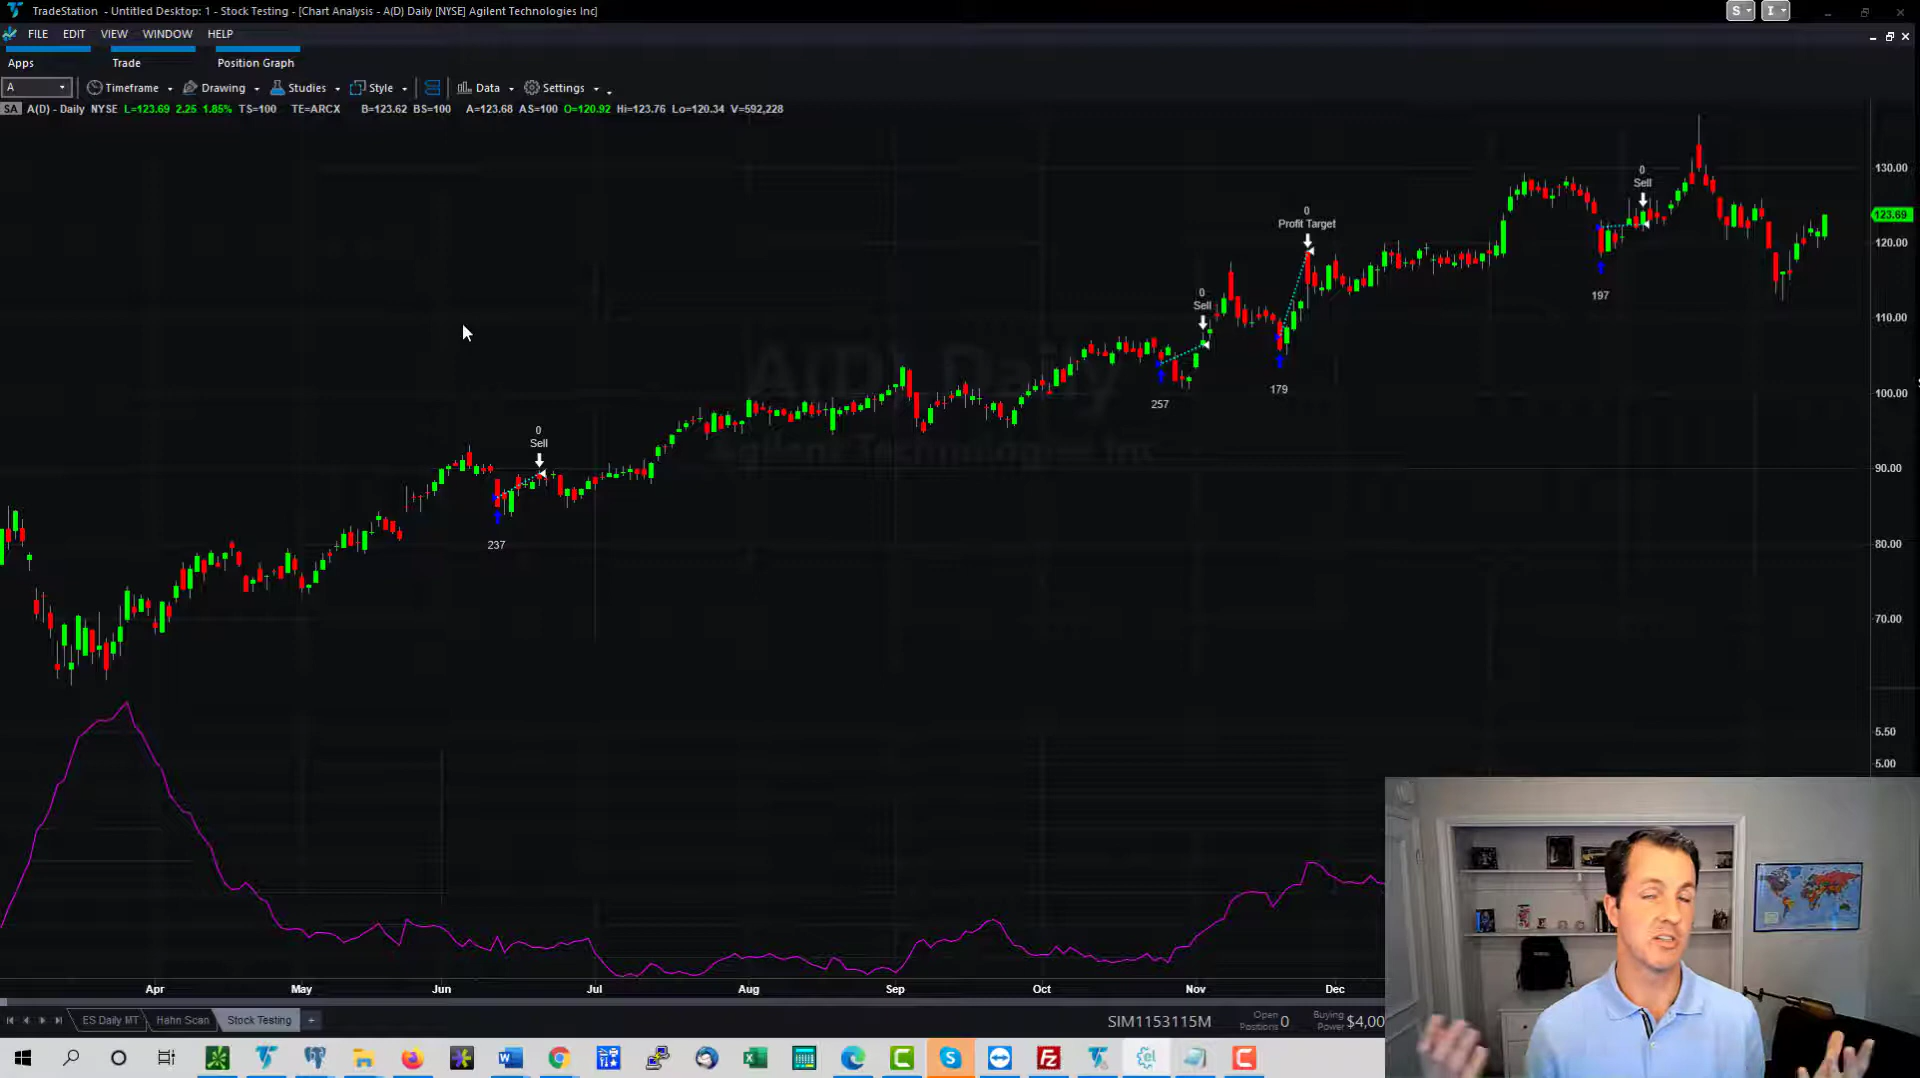 TradeStation - Untitled Desktop: 1 - Stock Testing - [Chart Analysis - A(D) Daily [NYSE] Agilent Technologies Inc]
S
I
FILE EDIT VIEW WINDOW HELP
Apps Trade Position Graph
A Timeframe Drawing Studies Style Data Settings
SA A(D) - Daily NYSE L=123.69 2.25 1.85% TS=100 TE=ARCX B=123.62 BS=100 A=123.68 AS=100 O=120.92 Hi=123.76 Lo=120.34 V=592,228
130.00
0
Sell
0
Profit Target
123.69
120.00
197
0
Sell
110.00
A(D) Daily
179
100.00
257
0
Sell
Agilent Technologies Inc
90.00
237
80.00
70.00
5.50
5.00
Apr May Jun Jul Aug Sep Oct Nov Dec
ES Daily MT Hahn Scan Stock Testing +
SIM1153115M
Open
Positions 0
Buying
Power $4,00